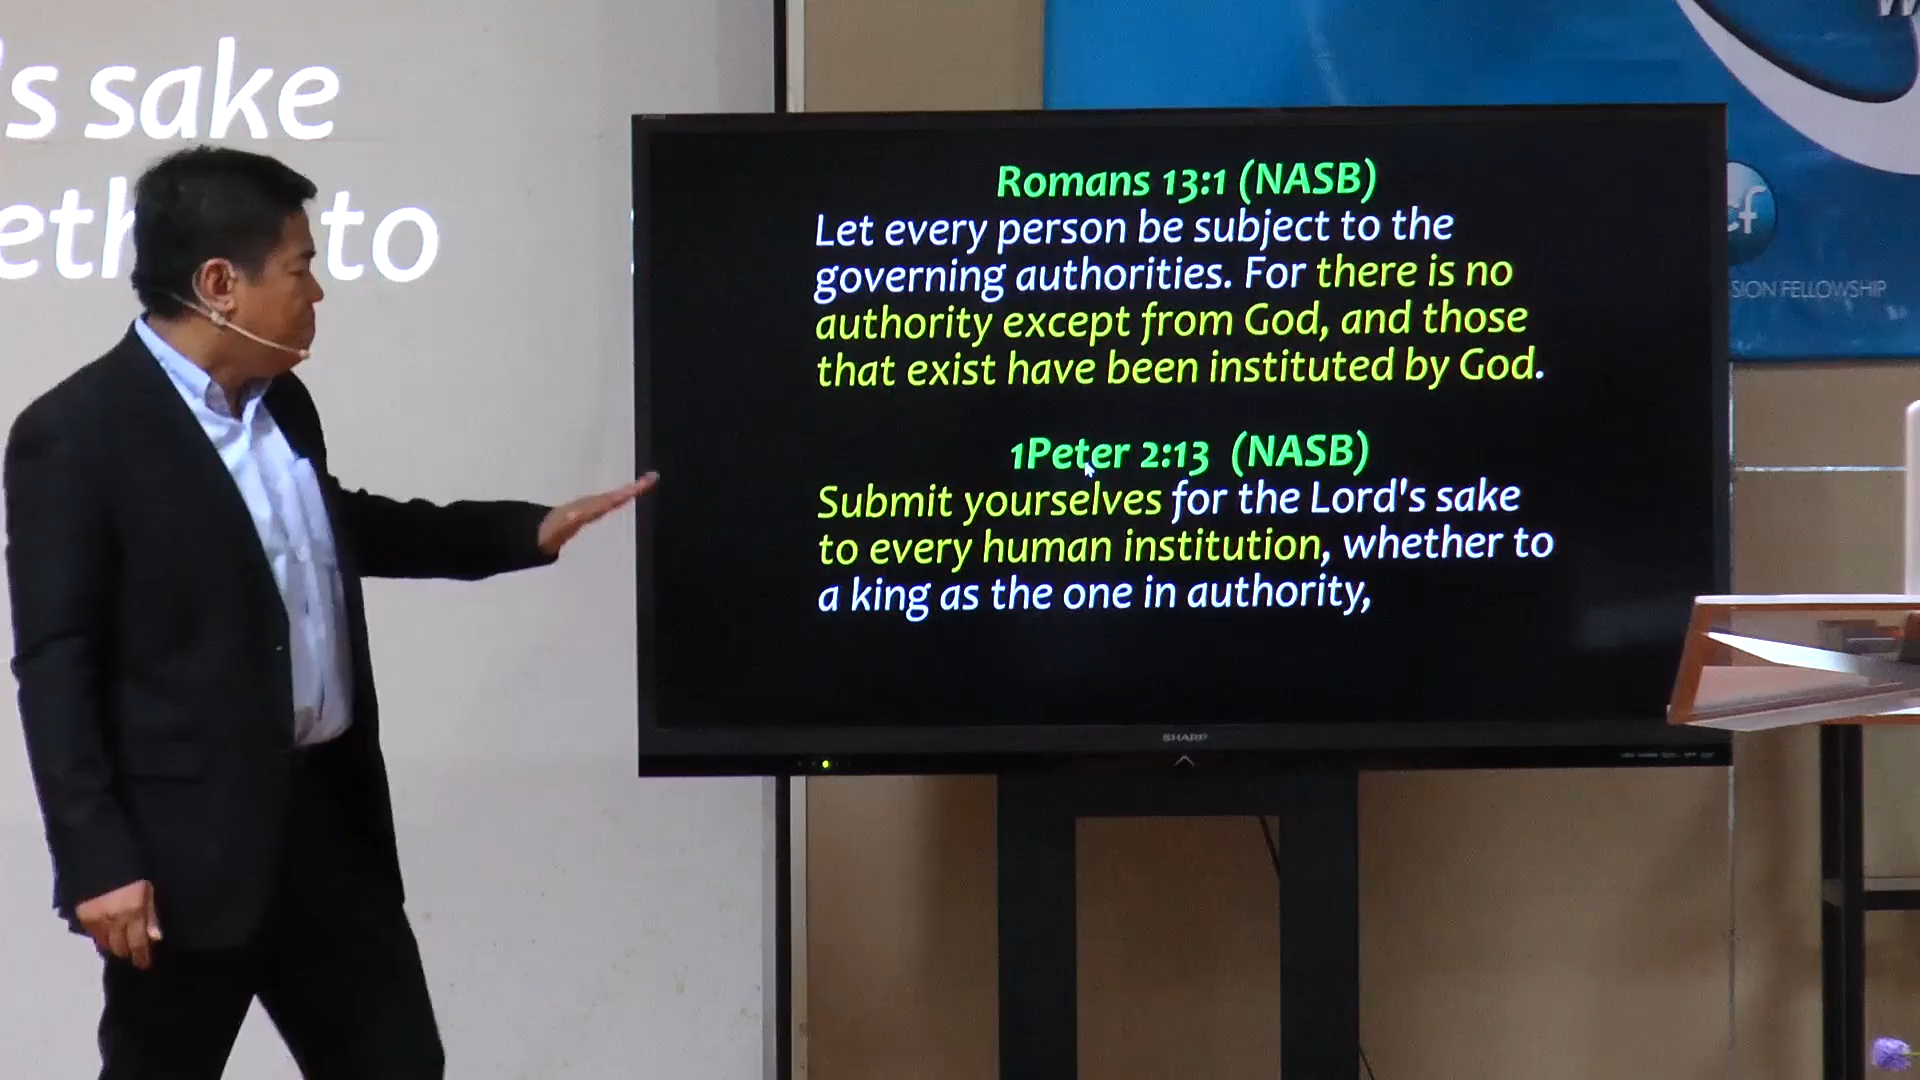 's sake
to
Romans 13:1 (NASB)
Let every person be subject to the
governing authorities. For there is no
authority except from God, and those
that exist have been instituted by God.
1Peter 2:13 (NASB)
Submit yourselves for the Lord's sake
to every human institution, whether to
a king as the one in authority,
SHARP
cf
SION FELLOWSHIP